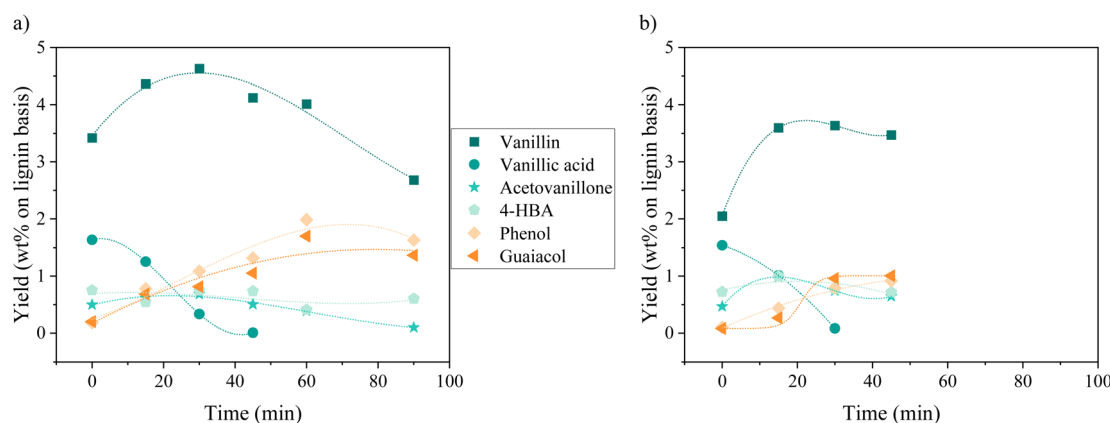 a)
Yield (wt% on lignin basis)
5
4
3
2
1
0
0
20
40
60
80
100
Time (min)
Vanillin
Vanillic acid
Acetovanillone
4-HBA
Phenol
Guaiacol
b)
Yield (wt% on lignin basis)
5
4
3
2
1
0
0
20
40
60
80
100
Time (min)